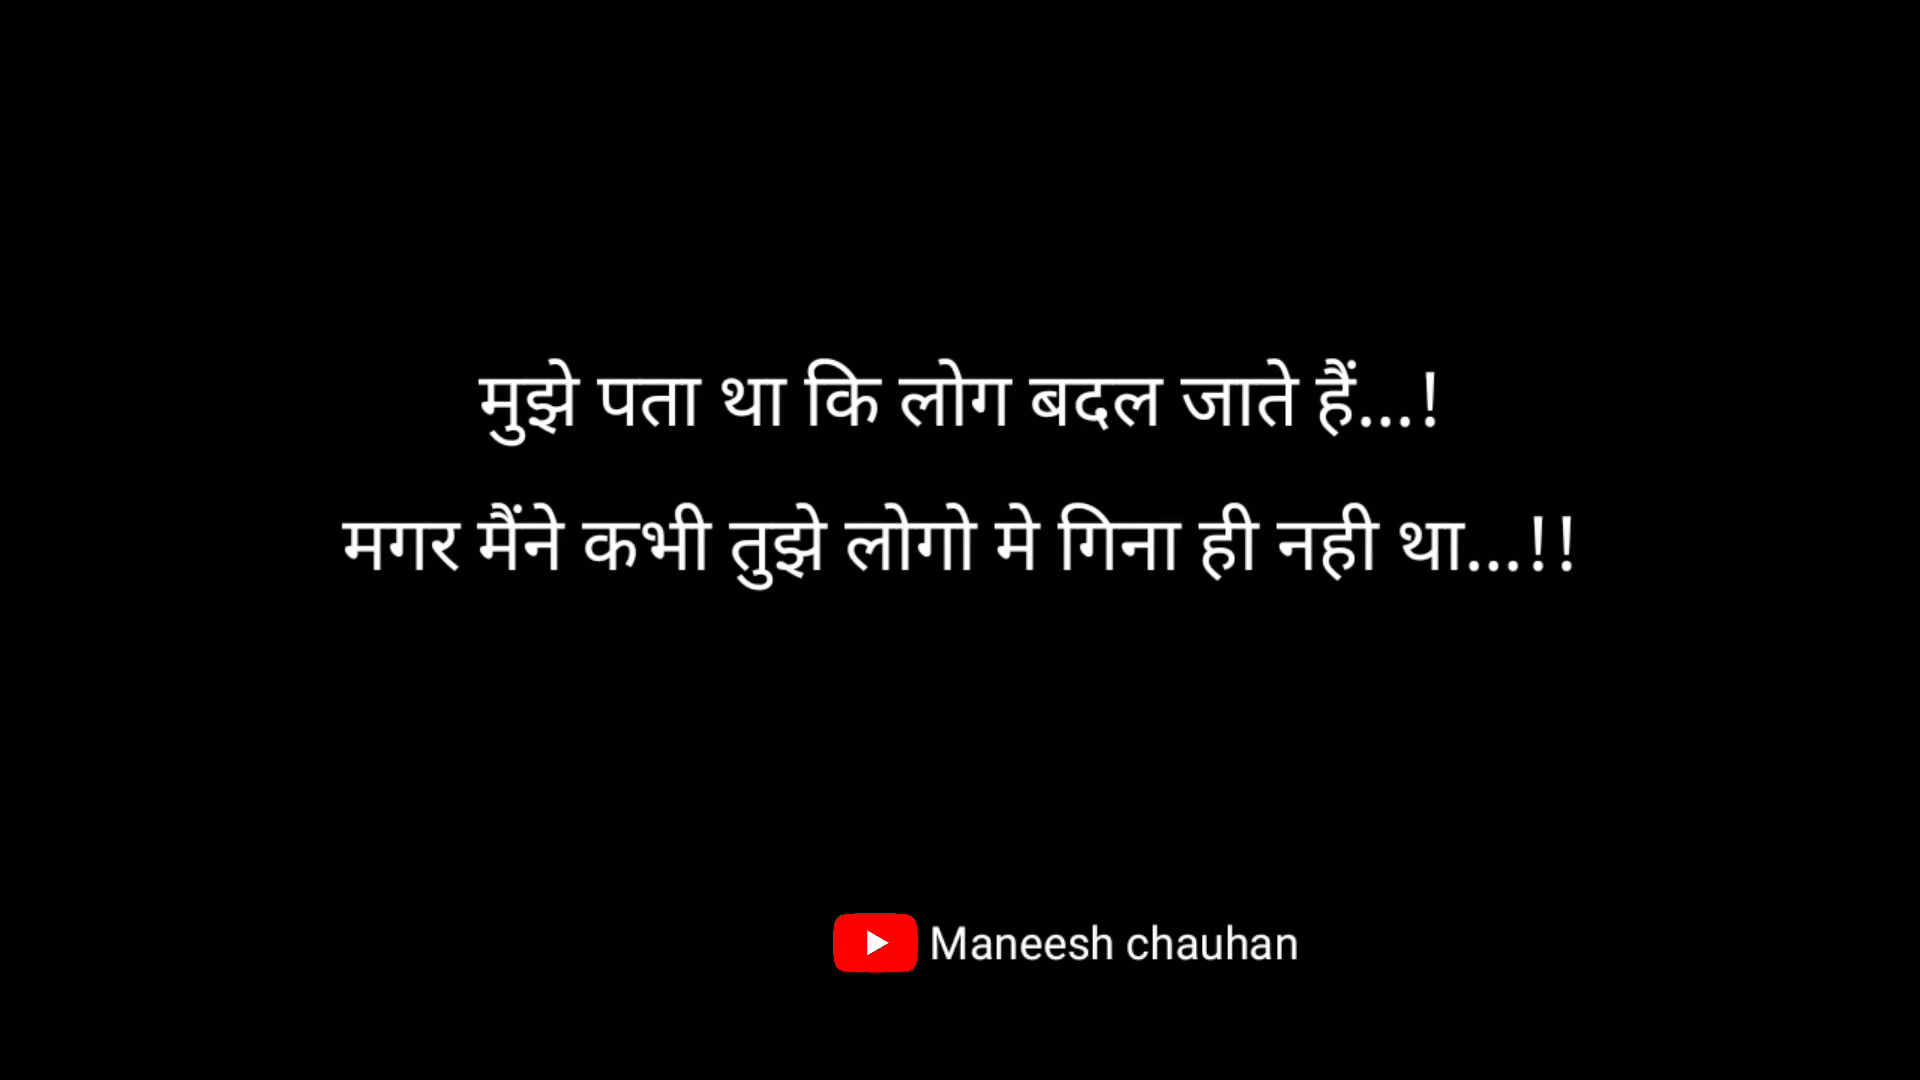 मुझे पता था कि लोग बदल जाते हैं...!
मगर मैंने कभी तुझे लोगो मे गिना ही नही था...!!
Maneesh chauhan